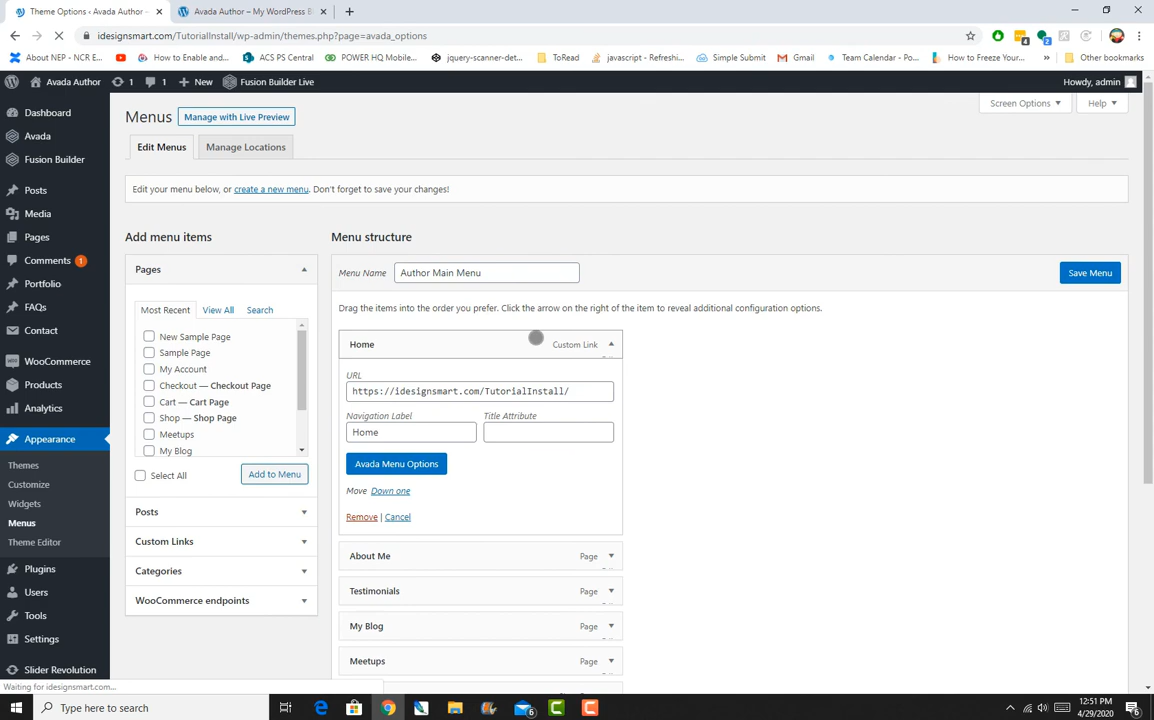 Theme Options ‹ Avada Author ‹
Avada Author – My WordPress B
idesignsmart.com/TutorialInstall/wp-admin/themes.php?page=avada_options
About NEP - NCR E...
How to Enable and...
ACS PS Central
POWER HQ Mobile...
jquery-scanner-det...
ToRead
javascript - Refreshi...
Simple Submit
Gmail
Team Calendar - Po...
How to Freeze Your...
»
Other bookmarks
Avada Author
1
1
New
Fusion Builder Live
Howdy, admin
Dashboard
Avada
Fusion Builder
Posts
Media
Pages
Comments 1
Portfolio
FAQs
Contact
WooCommerce
Products
Analytics
Appearance
Themes
Customize
Widgets
Menus
Theme Editor
Plugins
Users
Tools
Settings
Slider Revolution
Menus
Manage with Live Preview
Screen Options
Help
Edit Menus
Manage Locations
Edit your menu below, or create a new menu. Don't forget to save your changes!
Add menu items
Pages
Most Recent
View All
Search
New Sample Page
Sample Page
My Account
Checkout — Checkout Page
Cart — Cart Page
Shop — Shop Page
Meetups
My Blog
Select All
Add to Menu
Posts
Custom Links
Categories
WooCommerce endpoints
Menu structure
Menu Name
Author Main Menu
Save Menu
Drag the items into the order you prefer. Click the arrow on the right of the item to reveal additional configuration options.
Home
Custom Link
URL
https://idesignsmart.com/TutorialInstall/
Navigation Label
Title Attribute
Home
Avada Menu Options
Move Down one
Remove | Cancel
About Me
Page
Testimonials
Page
My Blog
Page
Meetups
Page
Waiting for idesignsmart.com...
Type here to search
12:51 PM
4/29/2020